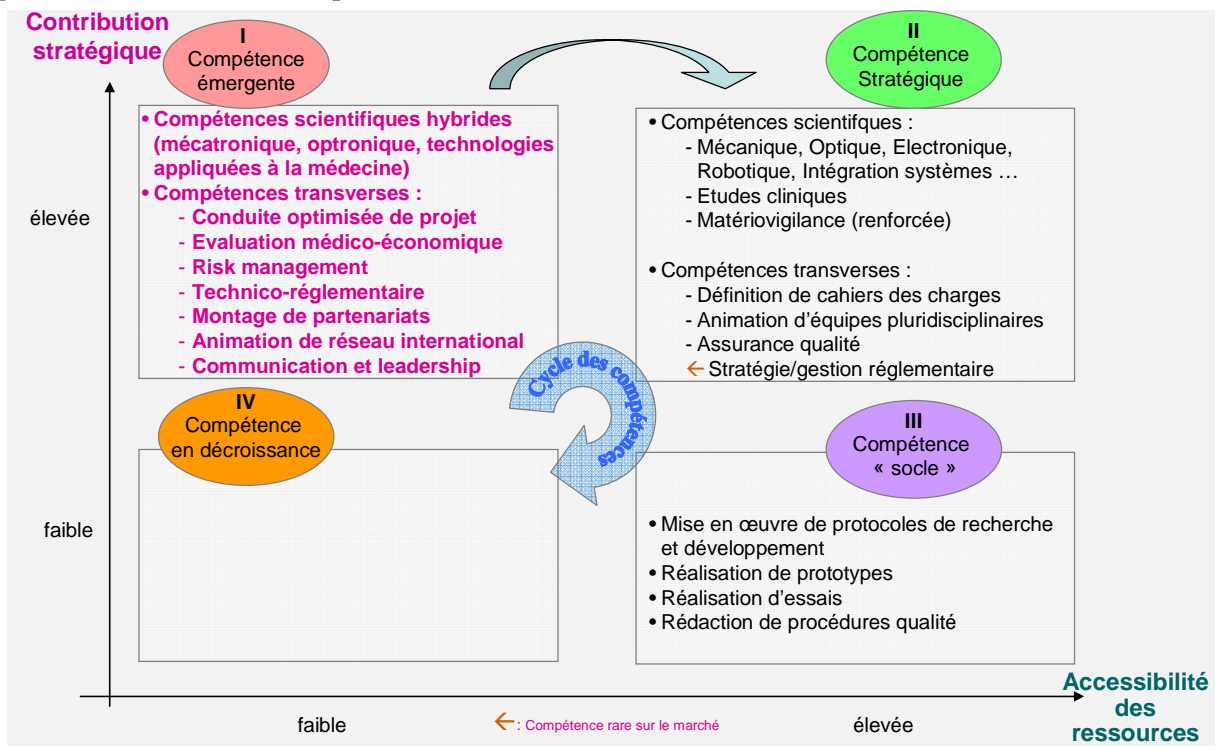 Contribution
stratégique
I
Compétence
émergente
II
Compétence
Stratégique
élevée
• Compétences scientifiques hybrides
(mécatronique, optronique, technologies
appliquées à la médecine)
• Compétences transverses :
- Conduite optimisée de projet
- Evaluation médico-économique
- Risk management
- Technico-réglementaire
- Montage de partenariats
- Animation de réseau international
- Communication et leadership
• Compétences scientifques :
- Mécanique, Optique, Electronique,
Robotique, Intégration systèmes …
- Etudes cliniques
- Matériovigilance (renforcée)
• Compétences transverses :
- Définition de cahiers des charges
- Animation d’équipes pluridisciplinaires
- Assurance qualité
← Stratégie/gestion réglementaire
Cycle des compétences
IV
Compétence
en décroissance
III
Compétence
« socle »
faible
• Mise en œuvre de protocoles de recherche
et développement
• Réalisation de prototypes
• Réalisation d’essais
• Rédaction de procédures qualité
faible
← : Compétence rare sur le marché
élevée
Accessibilité
des
ressources